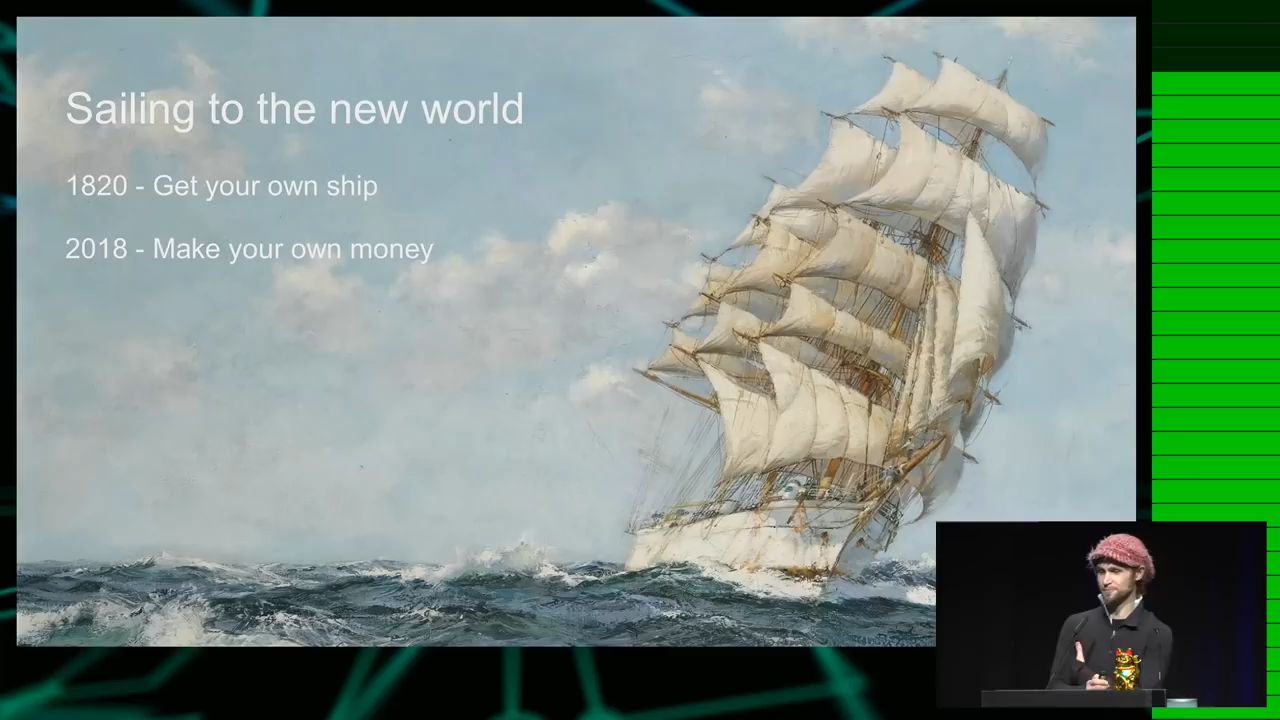 Sailing to the new world
1820 - Get your own ship
2018 - Make your own money